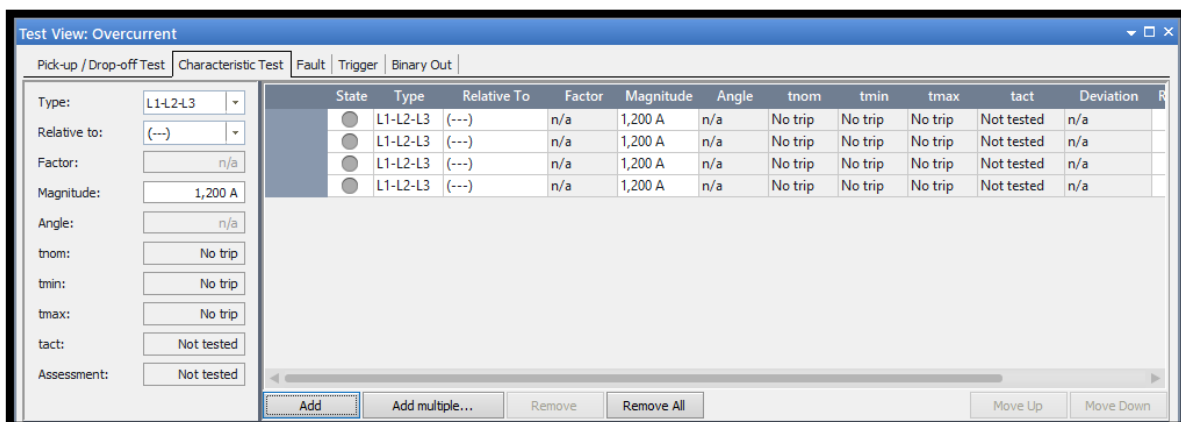 Test View: Overcurrent
Pick-up / Drop-off Test Characteristic Test Fault Trigger Binary Out
Type: L1-L2-L3
Relative to: (---)
Factor: n/a
Magnitude: 1,200 A
Angle: n/a
tnom: No trip
tmin: No trip
tmax: No trip
tact: Not tested
Assessment: Not tested
State Type Relative To Factor Magnitude Angle tnom tmin tmax tact Deviation R
L1-L2-L3 (---) n/a 1,200 A n/a No trip No trip No trip Not tested n/a
L1-L2-L3 (---) n/a 1,200 A n/a No trip No trip No trip Not tested n/a
L1-L2-L3 (---) n/a 1,200 A n/a No trip No trip No trip Not tested n/a
L1-L2-L3 (---) n/a 1,200 A n/a No trip No trip No trip Not tested n/a
Add Add multiple... Remove Remove All Move Up Move Down